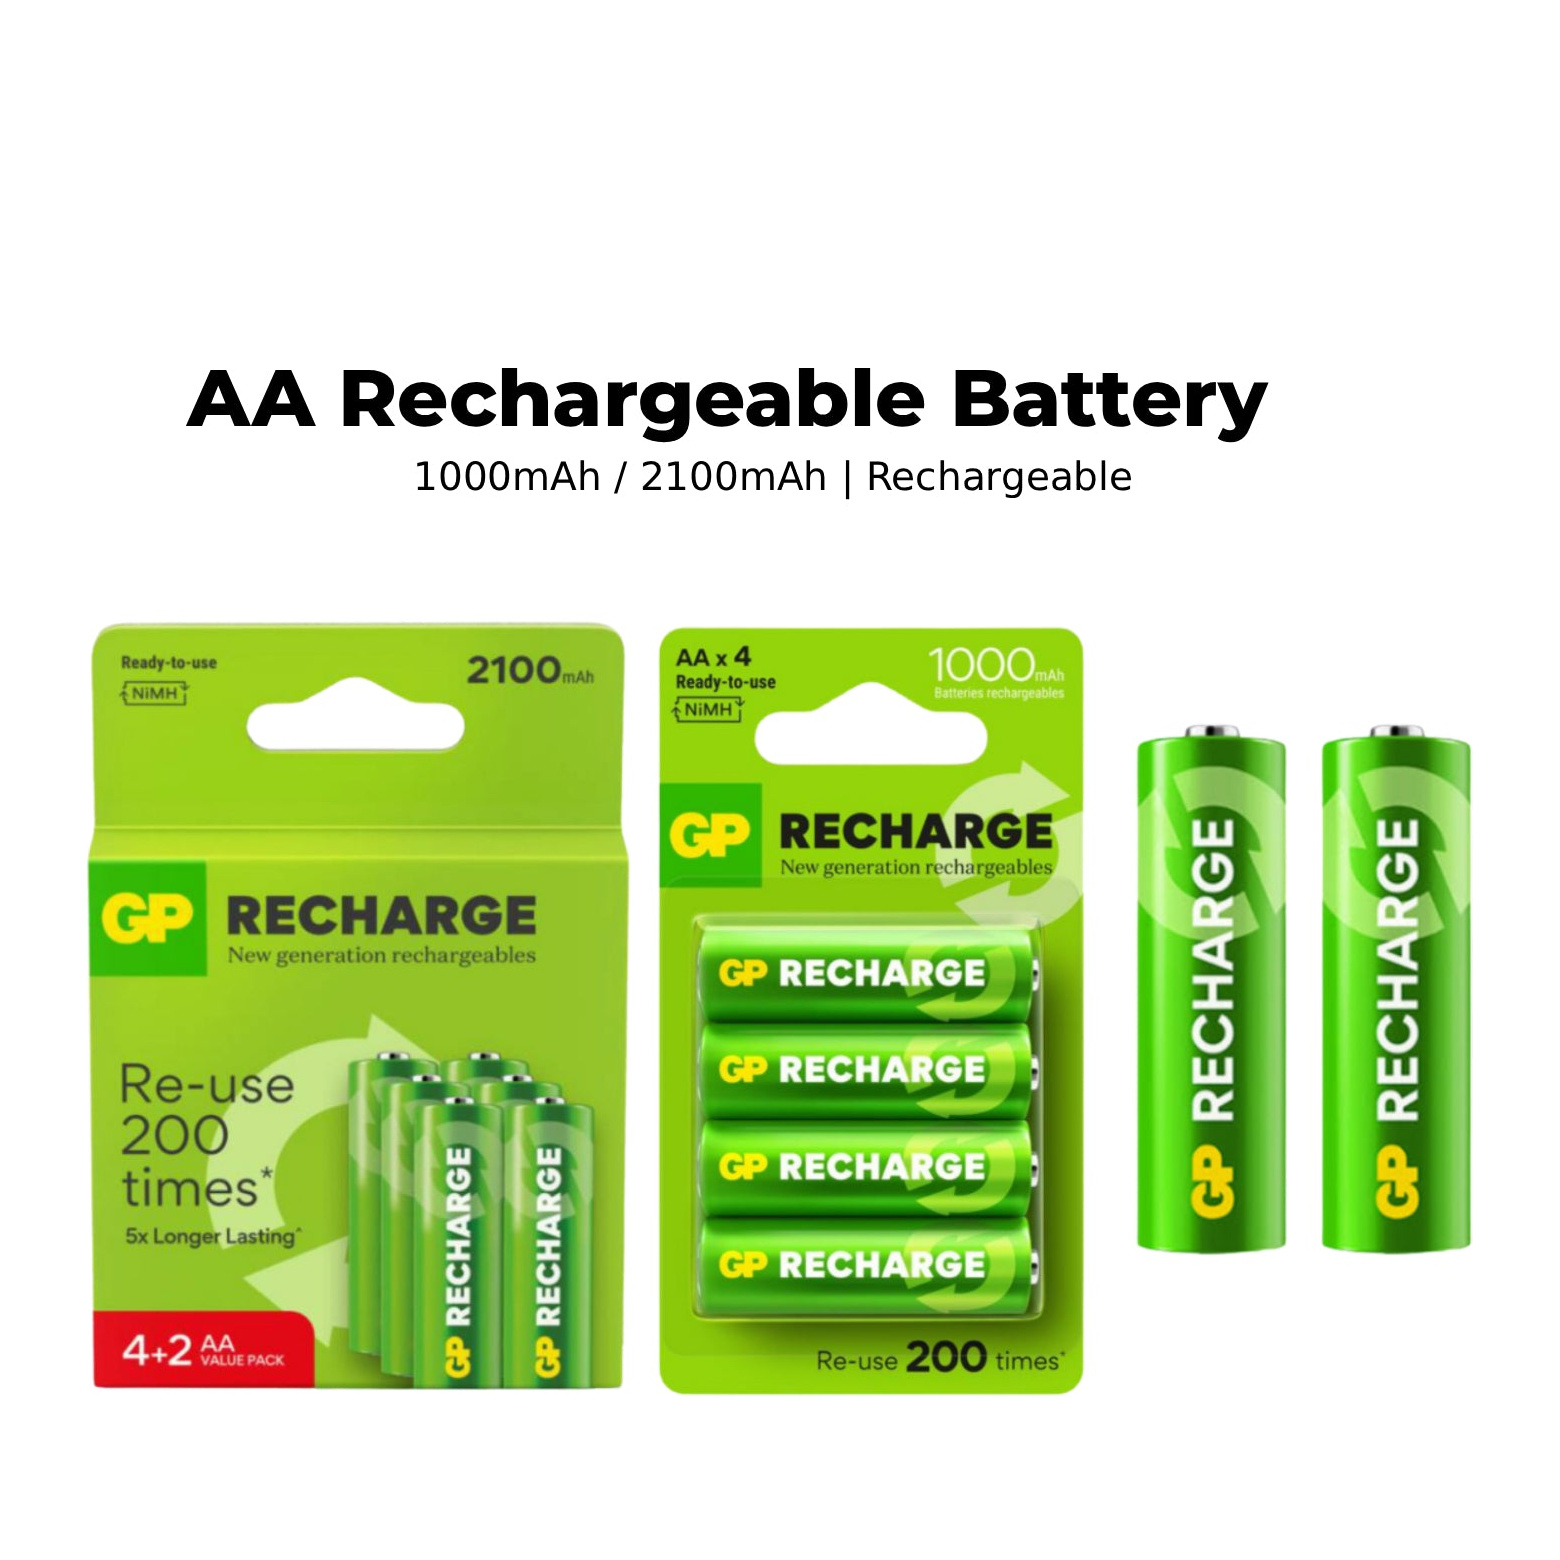 AA Rechargeable Battery
1000mAh / 2100mAh | Rechargeable
Ready-to-use
NiMH
2100mAh
GP RECHARGE
New generation rechargeables
Re-use
200
times*
5x Longer Lasting^
4+2 AA
VALUE PACK
GP RECHARGE
GP RECHARGE
AA x 4
Ready-to-use
NiMH
1000mAh
Batteries rechargeables
GP RECHARGE
New generation rechargeables
GP RECHARGE
GP RECHARGE
GP RECHARGE
GP RECHARGE
Re-use 200 times*
GP RECHARGE
GP RECHARGE